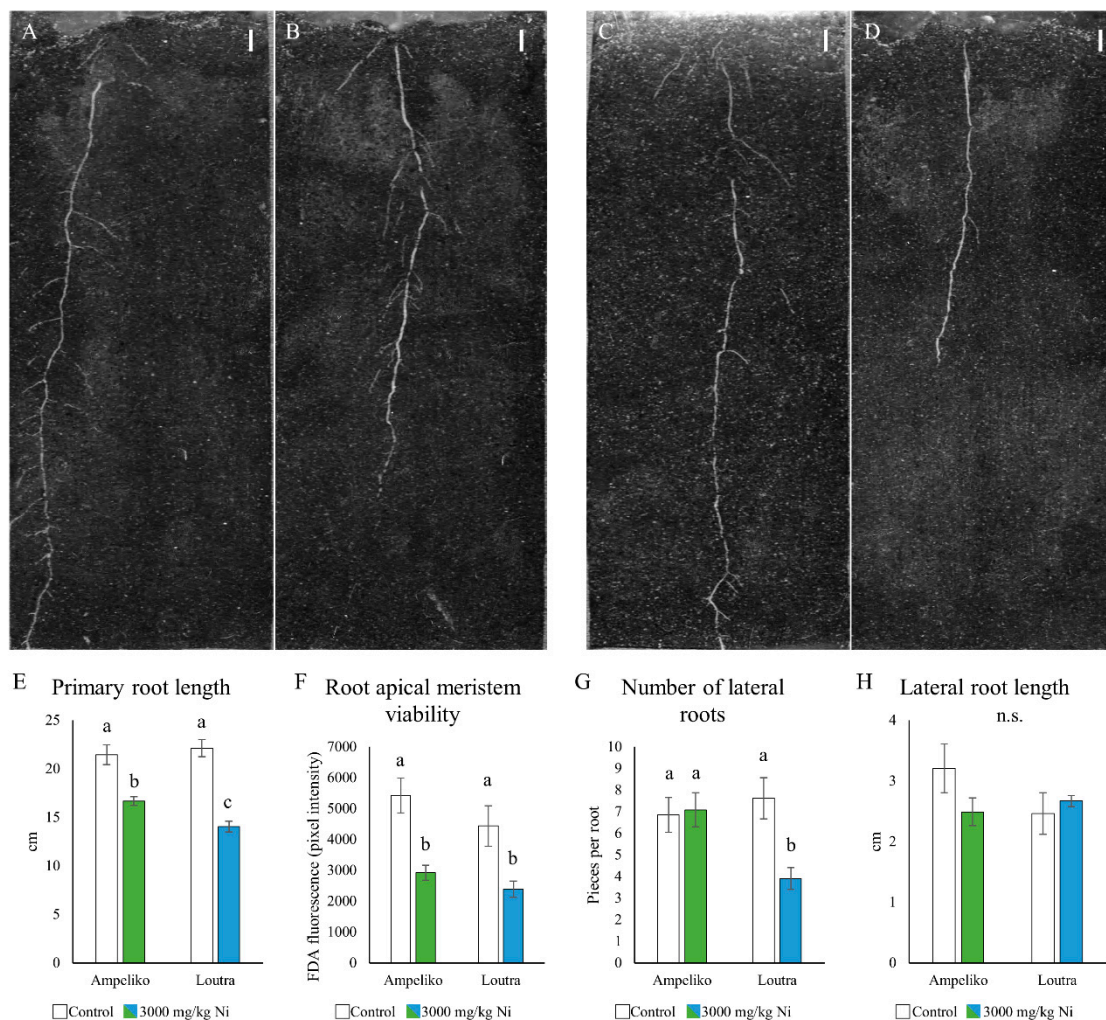 A
B
C
D
E Primary root length
cm
25
20
15
10
5
0
a
b
a
c
Ampeliko Loutra
Control 3000 mg/kg Ni
F Root apical meristem
viability
FDA fluorescence (pixel intensity)
7000
6000
5000
4000
3000
2000
1000
0
a
b
a
b
Ampeliko Loutra
Control 3000 mg/kg Ni
G Number of lateral
roots
Pieces per root
10
9
8
7
6
5
4
3
2
1
0
a
a
a
b
Ampeliko Loutra
Control 3000 mg/kg Ni
H Lateral root length
n.s.
cm
4
3
2
1
0
Ampeliko Loutra
Control 3000 mg/kg Ni